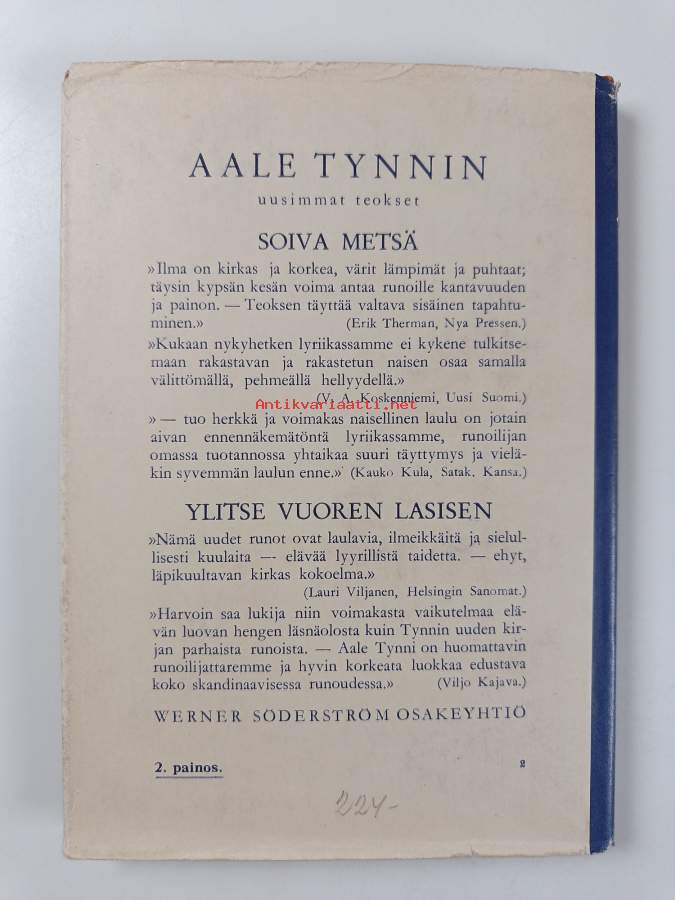 AALE TYNNIN
uusimmat teokset
SOIVA METSÄ
»Ilma on kirkas ja korkea, värit lämpimät ja puhtaat;
täysin kypsän kesän voima antaa runoille kantavuuden
ja painon. — Teoksen täyttää valtava sisäinen tapahtu-
minen.» (Erik Therman, Nya Pressen.)
»Kukaan nykyhetken lyriikassamme ei kykene tulkitse-
maan rakastavan ja rakastetun naisen osaa samalla
välittömällä, pehmeällä hellyydellä.»
(V. A. Koskenniemi, Uusi Suomi.)
Antikvariaatti.net
» — tuo herkkä ja voimakas naisellinen laulu on jotain
aivan ennennäkemätöntä lyriikassamme, runoilijan
omassa tuotannossa yhtaikaa suuri täyttymys ja vielä-
kin syvemmän laulun enne.» (Kauko Kula, Satak. Kansa.)
YLITSE VUOREN LASISEN
»Nämä uudet runot ovat laulavia, ilmeikkäitä ja sielul-
lisesti kuulaita — elävää lyyrillistä taidetta. — ehyt,
läpikuultavan kirkas kokoelma.»
(Lauri Viljanen, Helsingin Sanomat.)
»Harvoin saa lukija niin voimakasta vaikutelmaa elä-
vän luovan hengen läsnäolosta kuin Tynnin uuden kir-
jan parhaista runoista. — Aale Tynni on huomattavin
runoilijattaremme ja hyvin korkeata luokkaa edustava
koko skandinaavisessa runoudessa.» (Viljo Kajava.)
WERNER SÖDERSTRÖM OSAKEYHTIÖ
2. painos. 2
224-